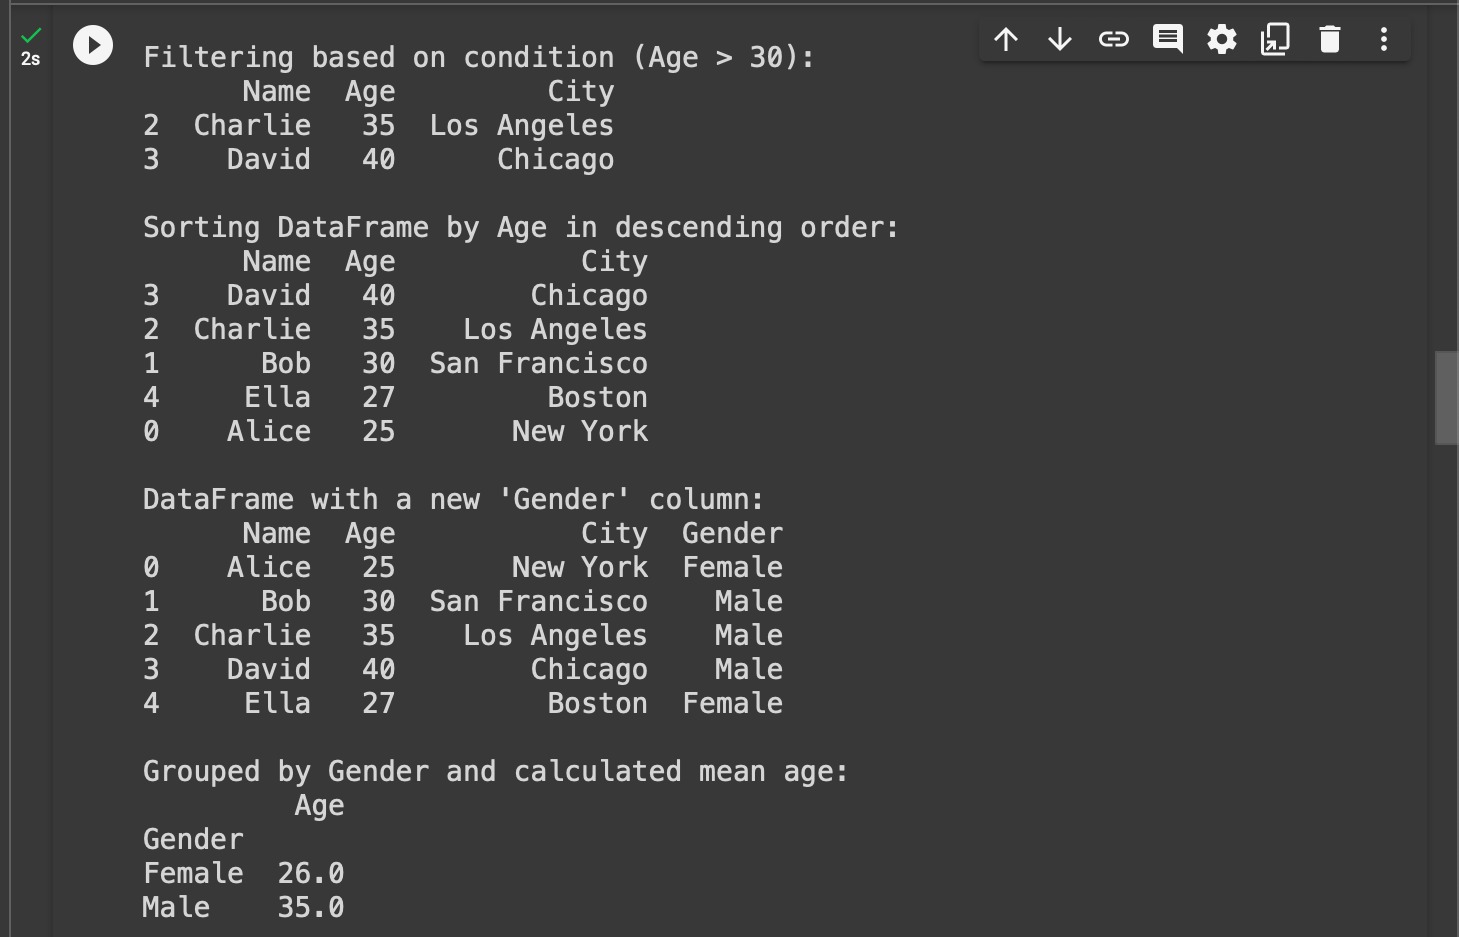 2s
Filtering based on condition (Age > 30):
      Name  Age         City
2  Charlie   35  Los Angeles
3    David   40      Chicago
Sorting DataFrame by Age in descending order:
      Name  Age           City
3    David   40        Chicago
2  Charlie   35    Los Angeles
1      Bob   30  San Francisco
4     Ella   27         Boston
0    Alice   25       New York
DataFrame with a new 'Gender' column:
      Name  Age           City  Gender
0    Alice   25       New York  Female
1      Bob   30  San Francisco    Male
2  Charlie   35    Los Angeles    Male
3    David   40        Chicago    Male
4     Ella   27         Boston  Female
Grouped by Gender and calculated mean age:
         Age
Gender
Female  26.0
Male    35.0